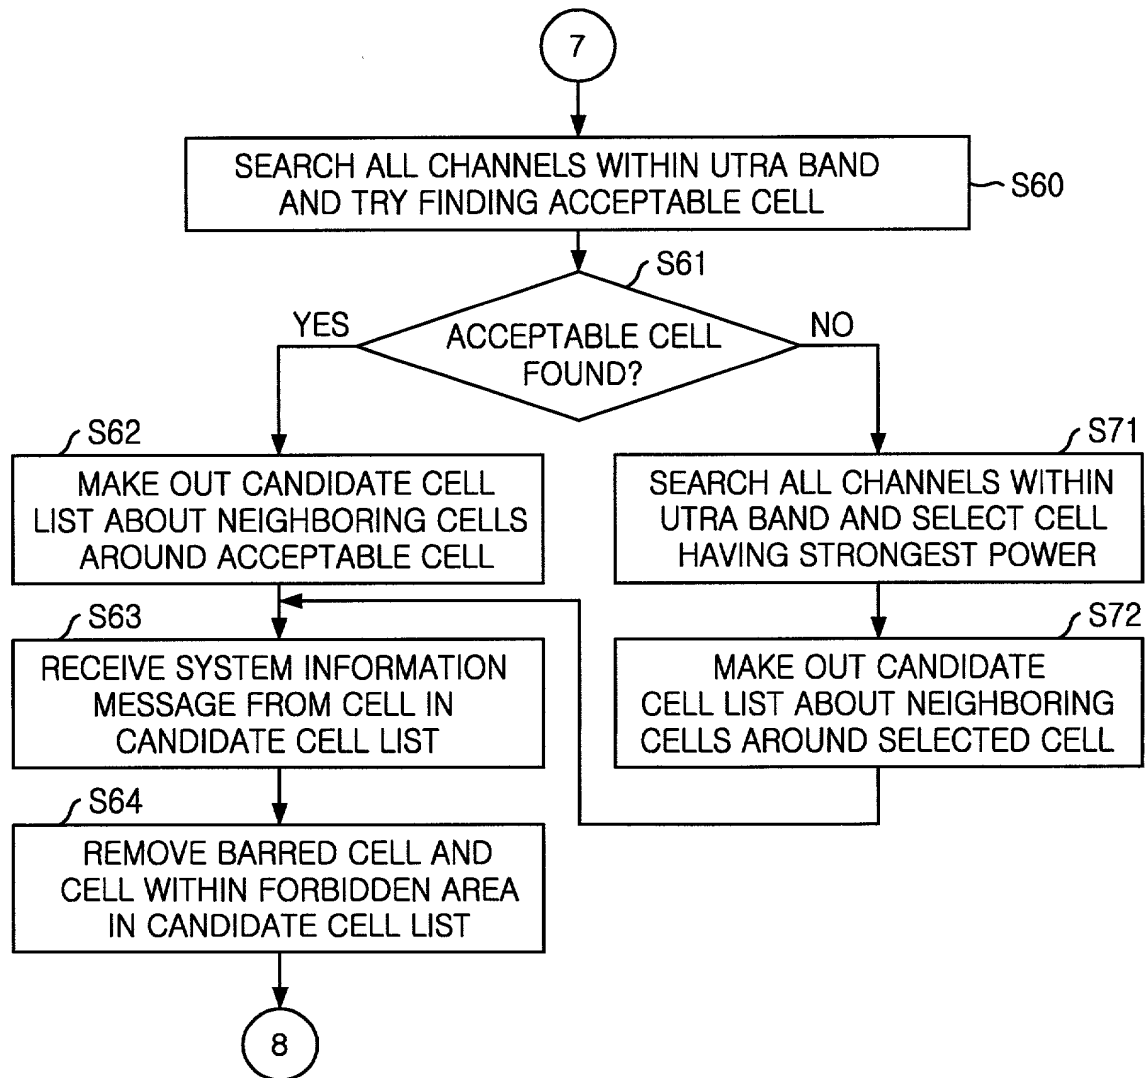 7
SEARCH ALL CHANNELS WITHIN UTRA BAND
AND TRY FINDING ACCEPTABLE CELL
S60
S61
YES
ACCEPTABLE CELL
FOUND?
NO
S62
MAKE OUT CANDIDATE CELL
LIST ABOUT NEIGHBORING CELLS
AROUND ACCEPTABLE CELL
S71
SEARCH ALL CHANNELS WITHIN
UTRA BAND AND SELECT CELL
HAVING STRONGEST POWER
S63
RECEIVE SYSTEM INFORMATION
MESSAGE FROM CELL IN
CANDIDATE CELL LIST
S72
MAKE OUT CANDIDATE
CELL LIST ABOUT NEIGHBORING
CELLS AROUND SELECTED CELL
S64
REMOVE BARRED CELL AND
CELL WITHIN FORBIDDEN AREA
IN CANDIDATE CELL LIST
8